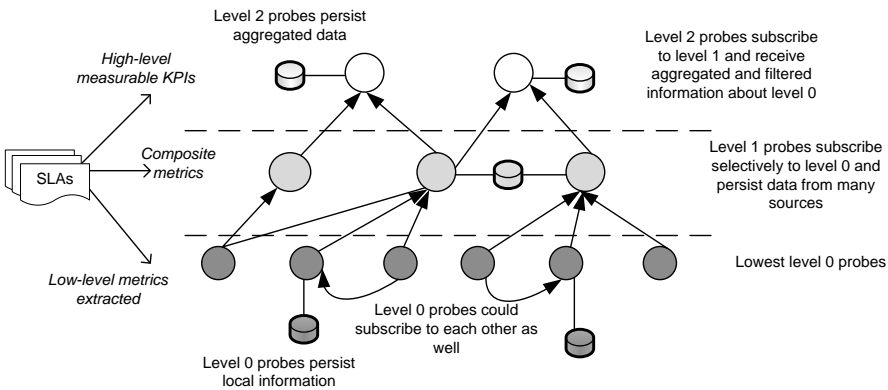 Level 2 probes persist
aggregated data
High-level
measurable KPIs
Level 2 probes subscribe
to level 1 and receive
aggregated and filtered
information about level 0
SLAs
Composite
metrics
Level 1 probes subscribe
selectively to level 0 and
persist data from many
sources
Low-level metrics
extracted
Lowest level 0 probes
Level 0 probes could
subscribe to each other as
well
Level 0 probes persist
local information